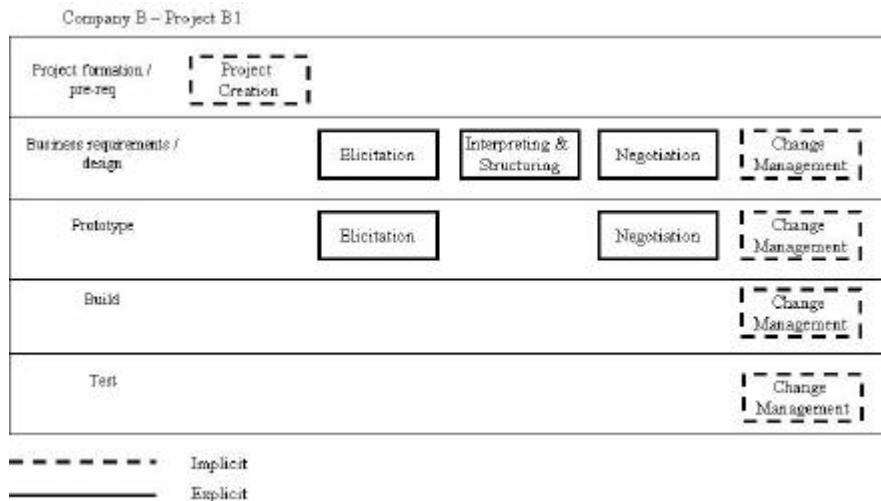 Company B – Project B1
Project formation /
pre-req
Project
Creation
Business requirements /
design
Elicitation
Interpreting &
Structuring
Negotiation
Change
Management
Prototype
Elicitation
Negotiation
Change
Management
Build
Change
Management
Test
Change
Management
Implicit
Explicit